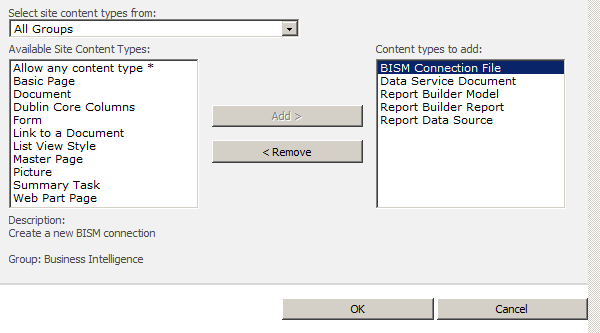 Select site content types from:
All Groups
Available Site Content Types:
Allow any content type *
Basic Page
Document
Dublin Core Columns
Form
Link to a Document
List View Style
Master Page
Picture
Summary Task
Web Part Page
Add >
< Remove
Content types to add:
BISM Connection File
Data Service Document
Report Builder Model
Report Builder Report
Report Data Source
Description:
Create a new BISM connection
Group: Business Intelligence
OK
Cancel